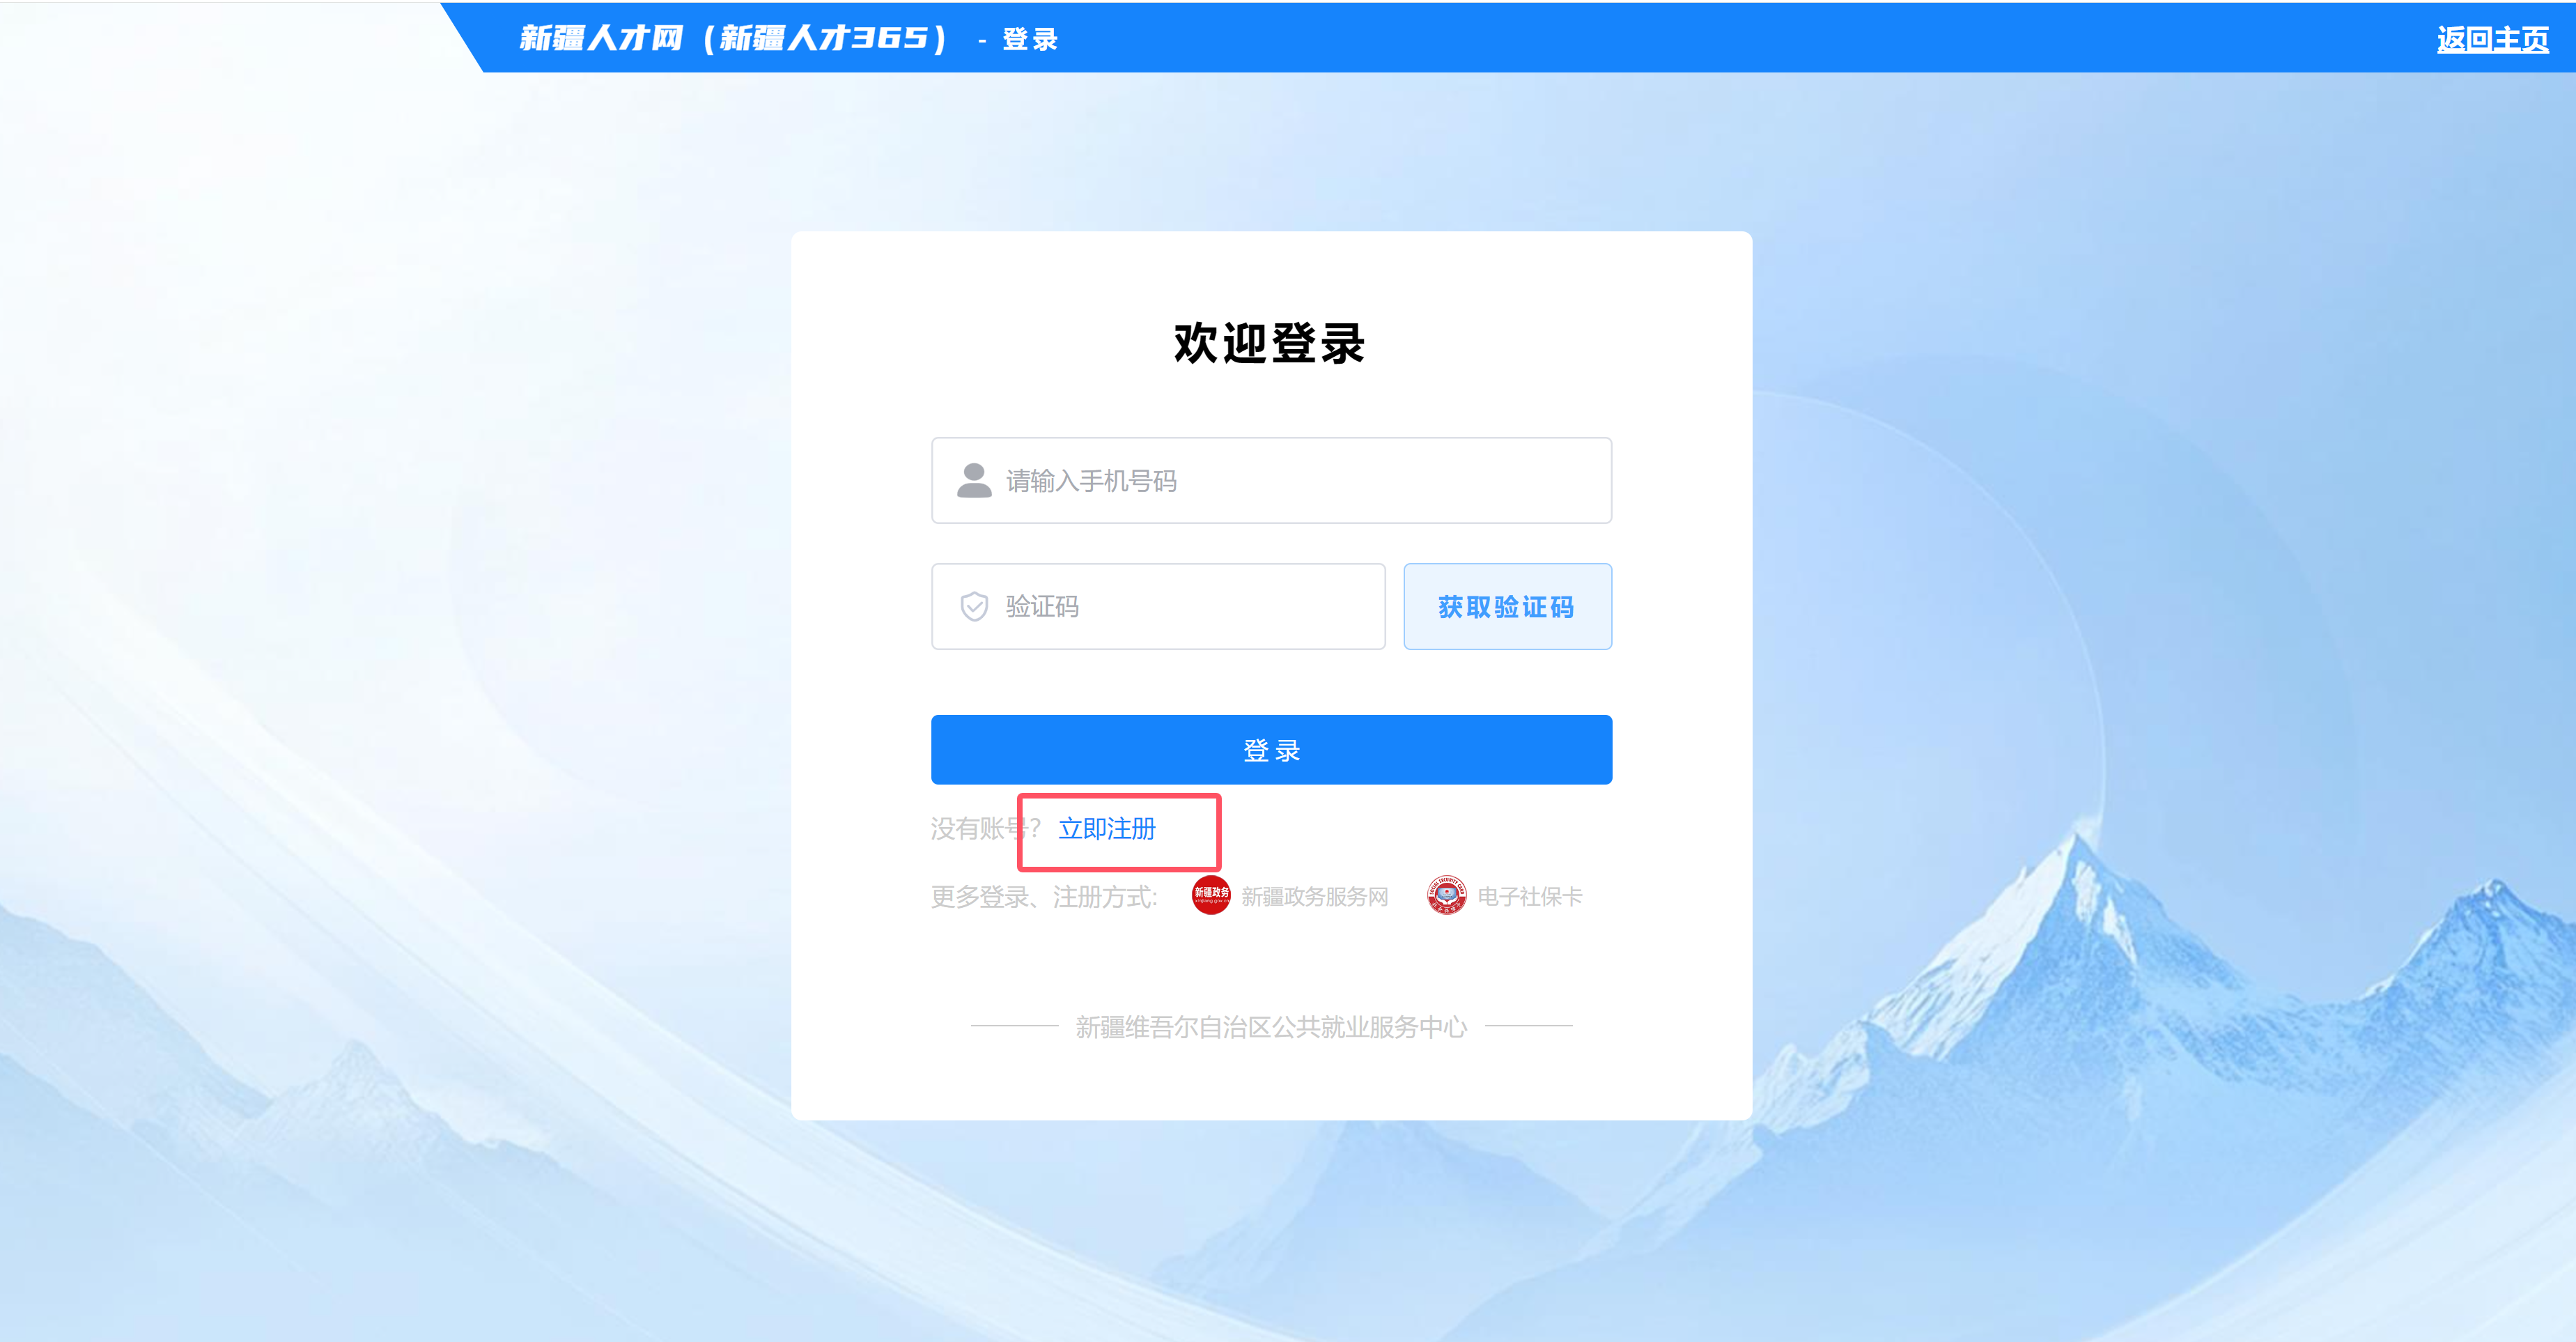 新疆人才网（新疆人才365） - 登录
返回主页
欢迎登录
请输入手机号码
验证码
获取验证码
登 录
没有账号? 立即注册
更多登录、注册方式: 新疆政务 新疆政务服务网 电子社保卡
新疆维吾尔自治区公共就业服务中心